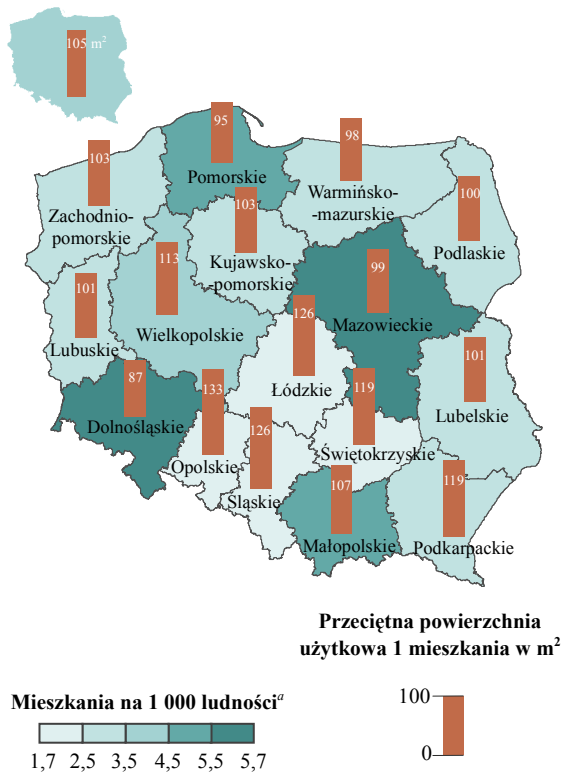 105 m²
95
98
103
Pomorskie
100
Warmińsko-
-mazurskie
103
Zachodnio-
pomorskie
Podlaskie
113
Kujawsko-
-pomorskie
99
101
126
Mazowieckie
Wielkopolskie
101
Lubuskie
87
133
119
Łódzkie
Lubelskie
Dolnośląskie
126
Świętokrzyskie
Opolskie
107
119
Śląskie
Małopolskie
Podkarpackie
Przeciętna powierzchnia
użytkowa 1 mieszkania w m²
Mieszkania na 1 000 ludnościᵃ
1,7 2,5 3,5 4,5 5,5 5,7
100
0